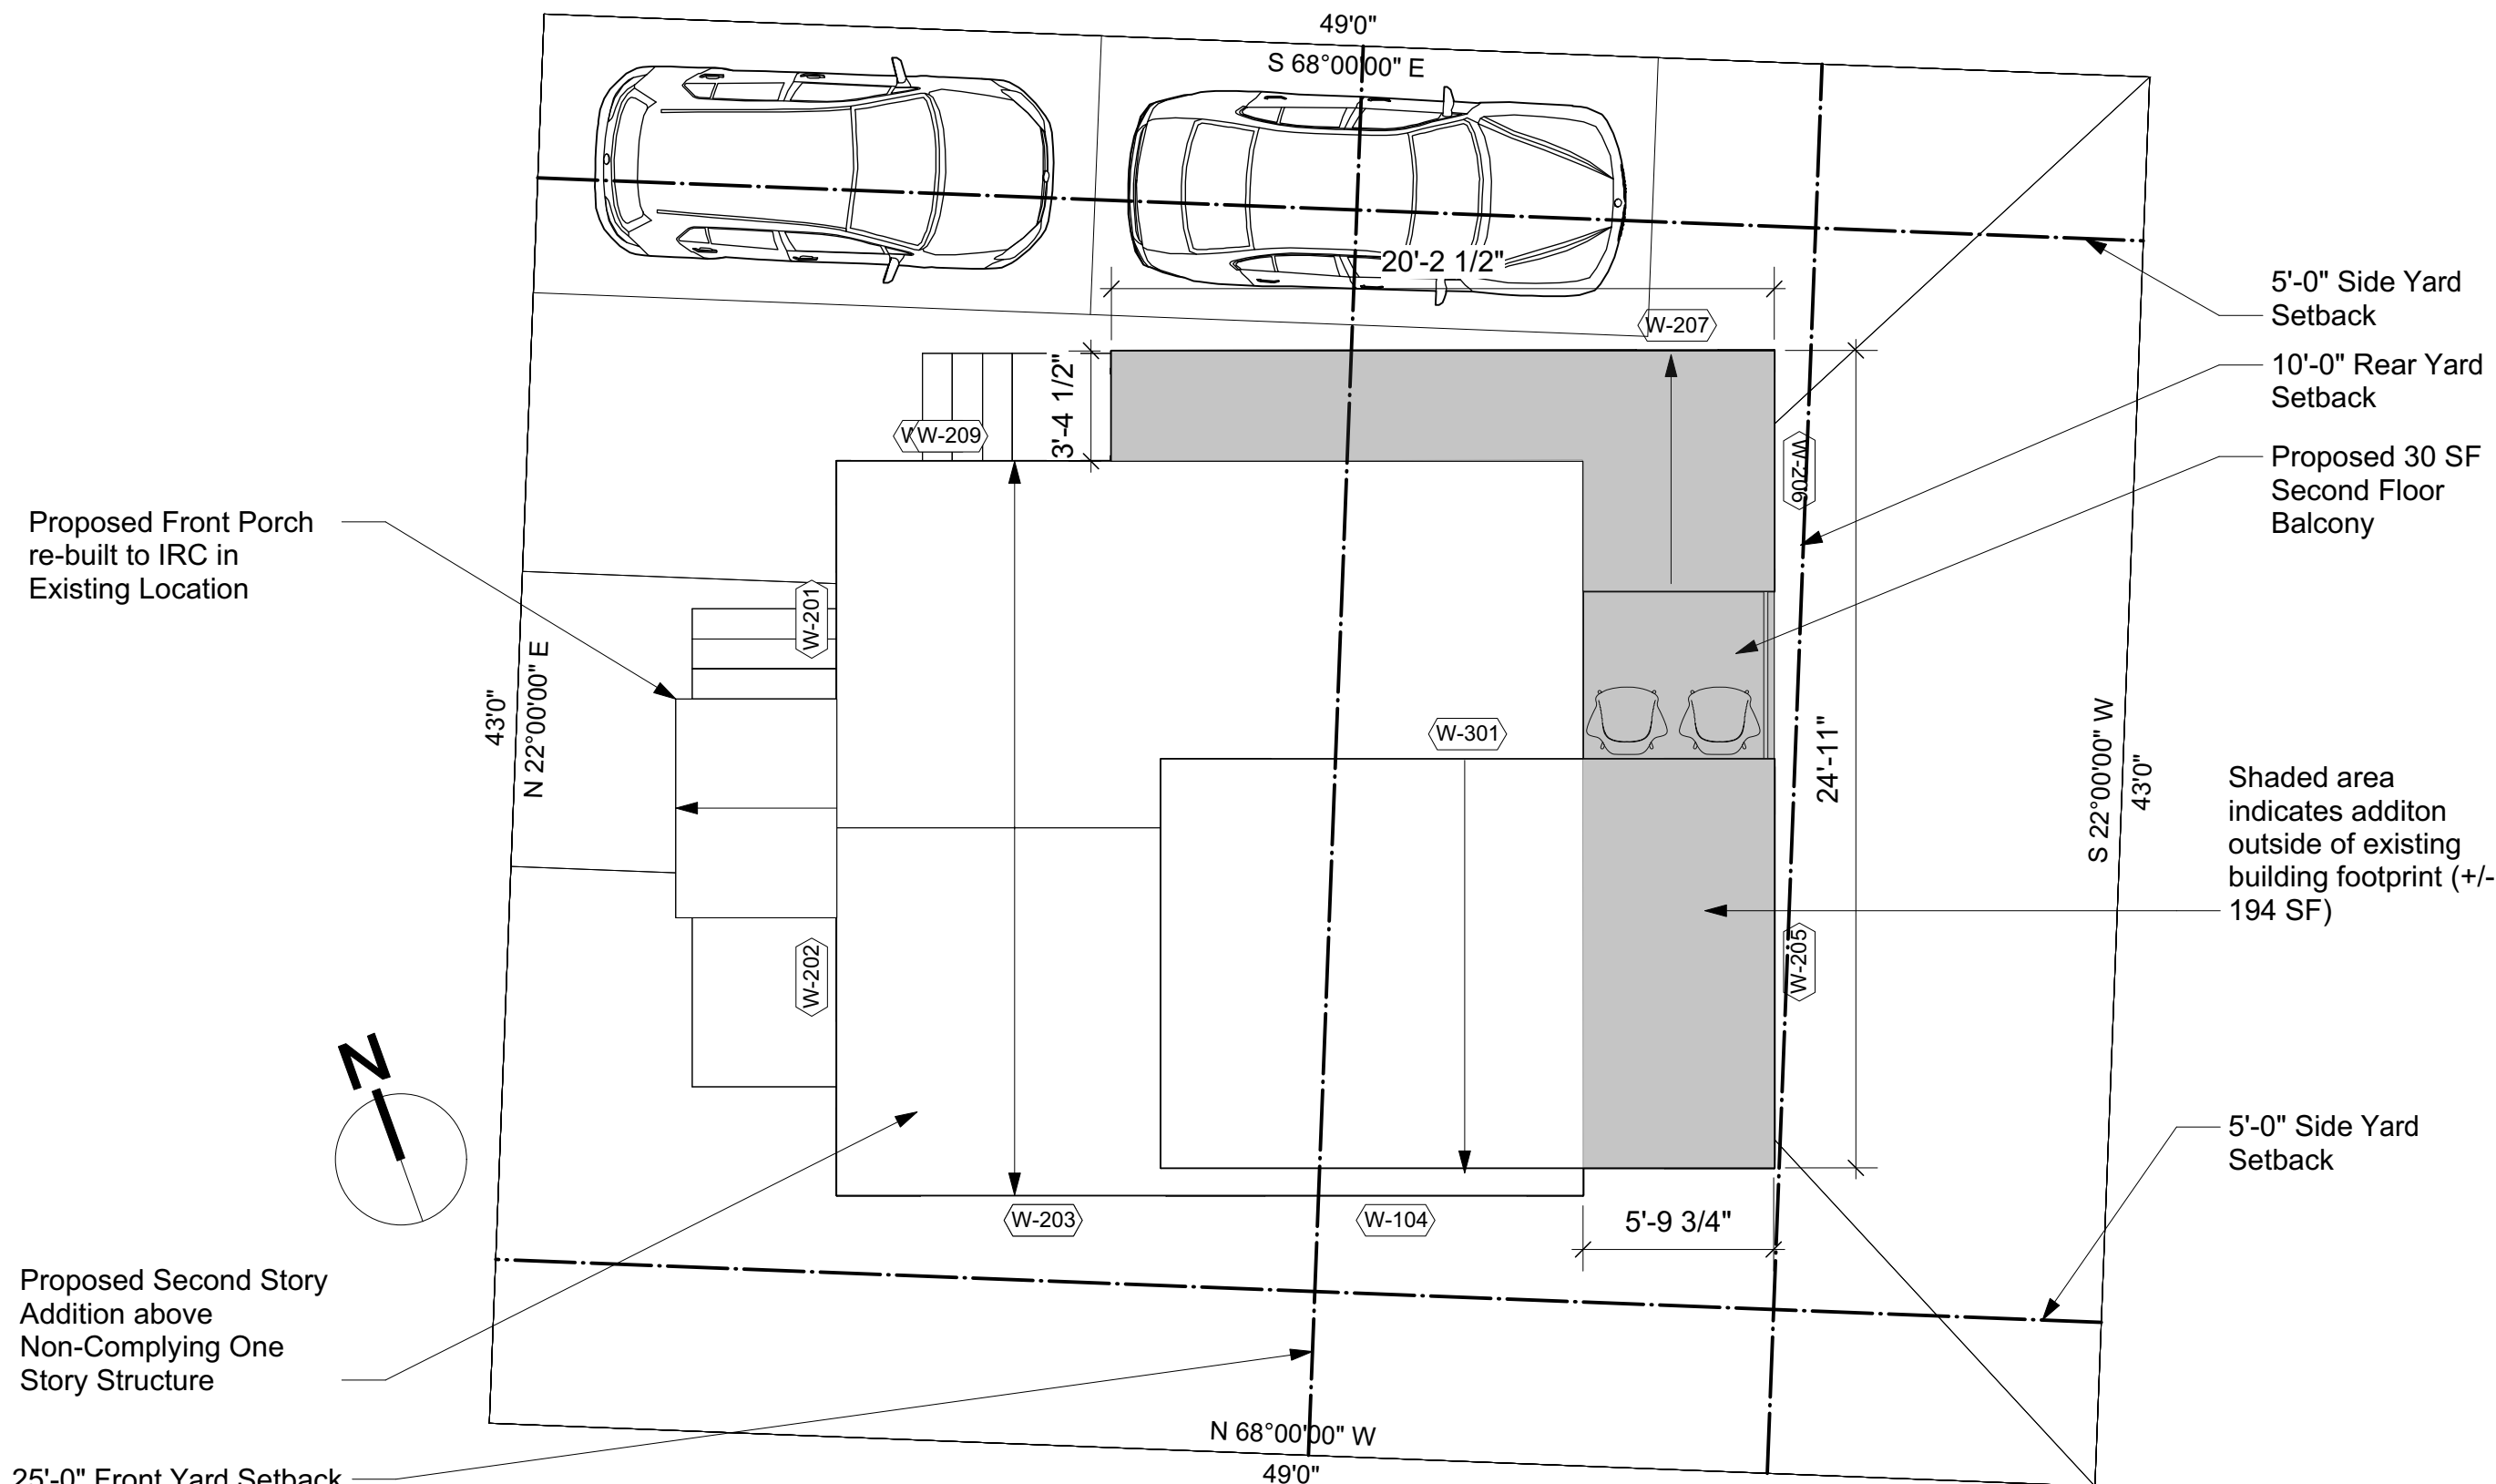 49'0"
S 68°00'00" E
20'-2 1/2"
5'-0" Side Yard
Setback
W-207
10'-0" Rear Yard
Setback
3'-4 1/2"
W-209
W-206
Proposed 30 SF
Second Floor
Balcony
Proposed Front Porch
re-built to IRC in
Existing Location
W-201
43'0"
N 22°00'00" E
W-301
24'-11"
S 22°00'00" W
43'0"
Shaded area
indicates additon
outside of existing
building footprint (+/-
194 SF)
W-202
W-205
N
5'-0" Side Yard
Setback
W-203
W-104
5'-9 3/4"
Proposed Second Story
Addition above
Non-Complying One
Story Structure
N 68°00'00" W
25'-0" Front Yard Setback
49'0"